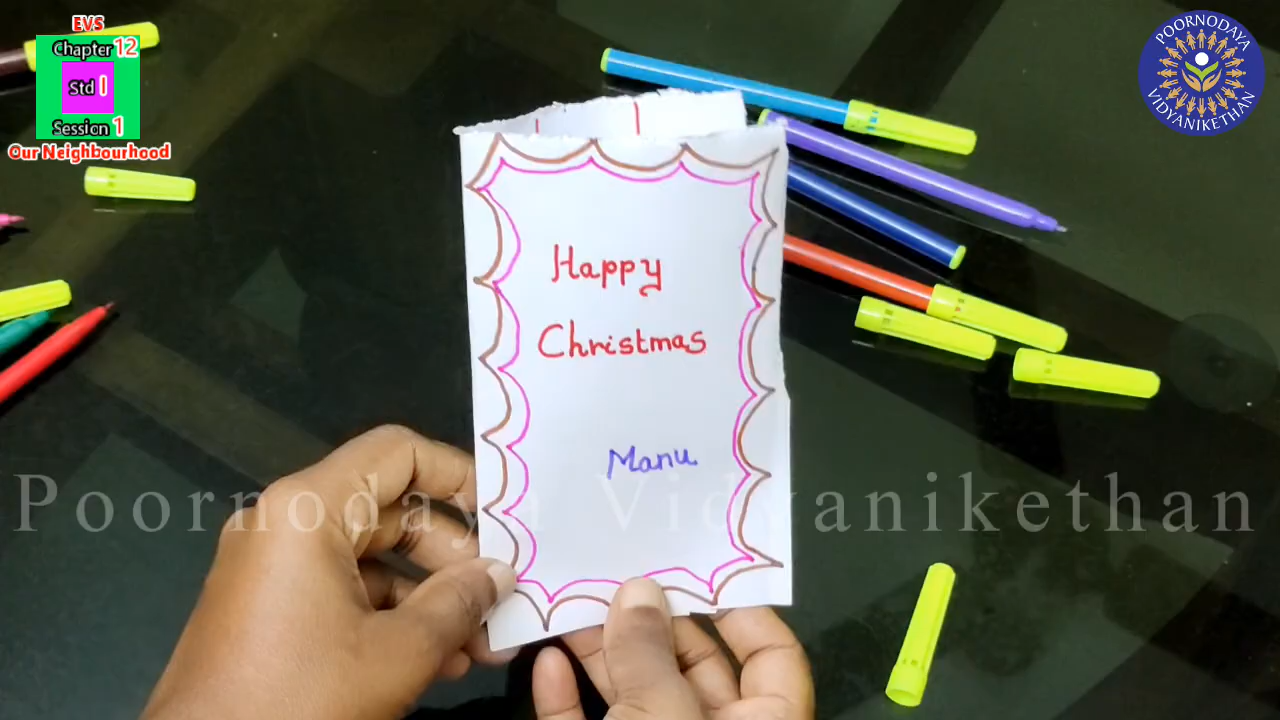 EVS
Chapter 12
Std I
Session 1
Our Neighbourhood
POORNODAYA
VIDYANIKETHAN
Happy
Christmas
Manu
Poornodaya Vidyanikethan